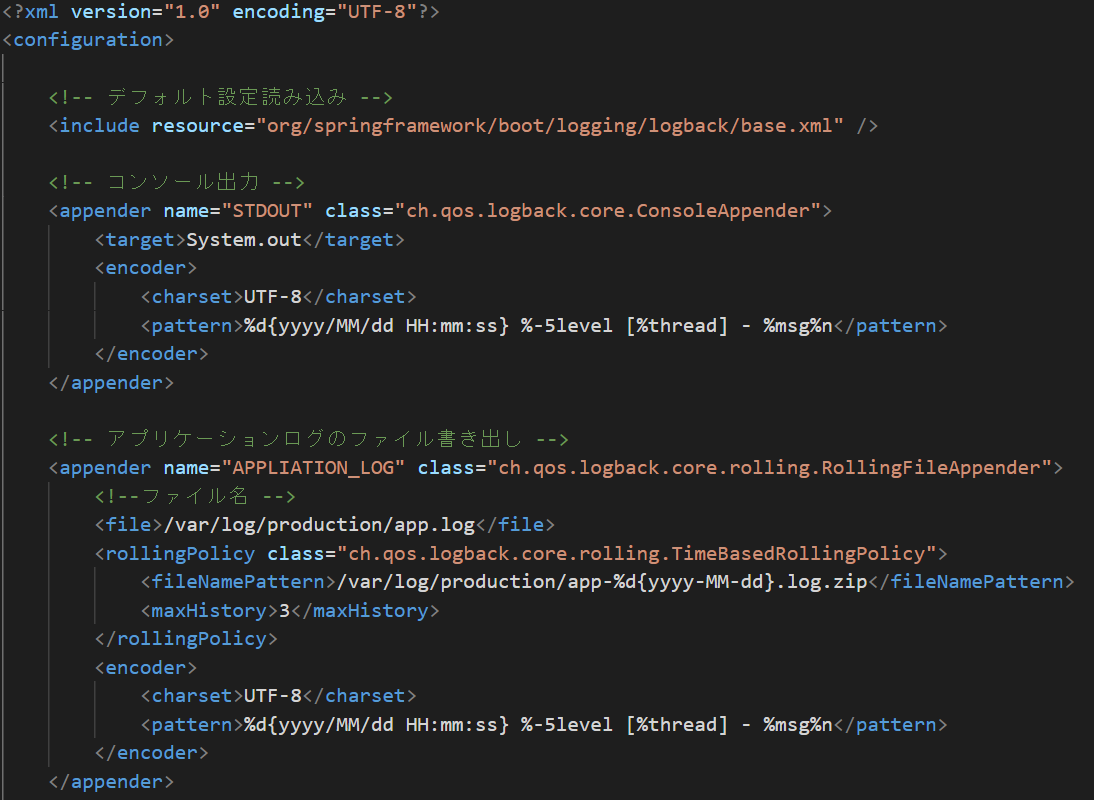 <?xml version="1.0" encoding="UTF-8"?>
<configuration>
<!-- デフォルト設定読み込み -->
<include resource="org/springframework/boot/logging/logback/base.xml" />
<!-- コンソール出力 -->
<appender name="STDOUT" class="ch.qos.logback.core.ConsoleAppender">
<target>System.out</target>
<encoder>
<charset>UTF-8</charset>
<pattern>%d{yyyy/MM/dd HH:mm:ss} %-5level [%thread] - %msg%n</pattern>
</encoder>
</appender>
<!-- アプリケーションログのファイル書き出し -->
<appender name="APPLIATION_LOG" class="ch.qos.logback.core.rolling.RollingFileAppender">
<!--ファイル名 -->
<file>/var/log/production/app.log</file>
<rollingPolicy class="ch.qos.logback.core.rolling.TimeBasedRollingPolicy">
<fileNamePattern>/var/log/production/app-%d{yyyy-MM-dd}.log.zip</fileNamePattern>
<maxHistory>3</maxHistory>
</rollingPolicy>
<encoder>
<charset>UTF-8</charset>
<pattern>%d{yyyy/MM/dd HH:mm:ss} %-5level [%thread] - %msg%n</pattern>
</encoder>
</appender>